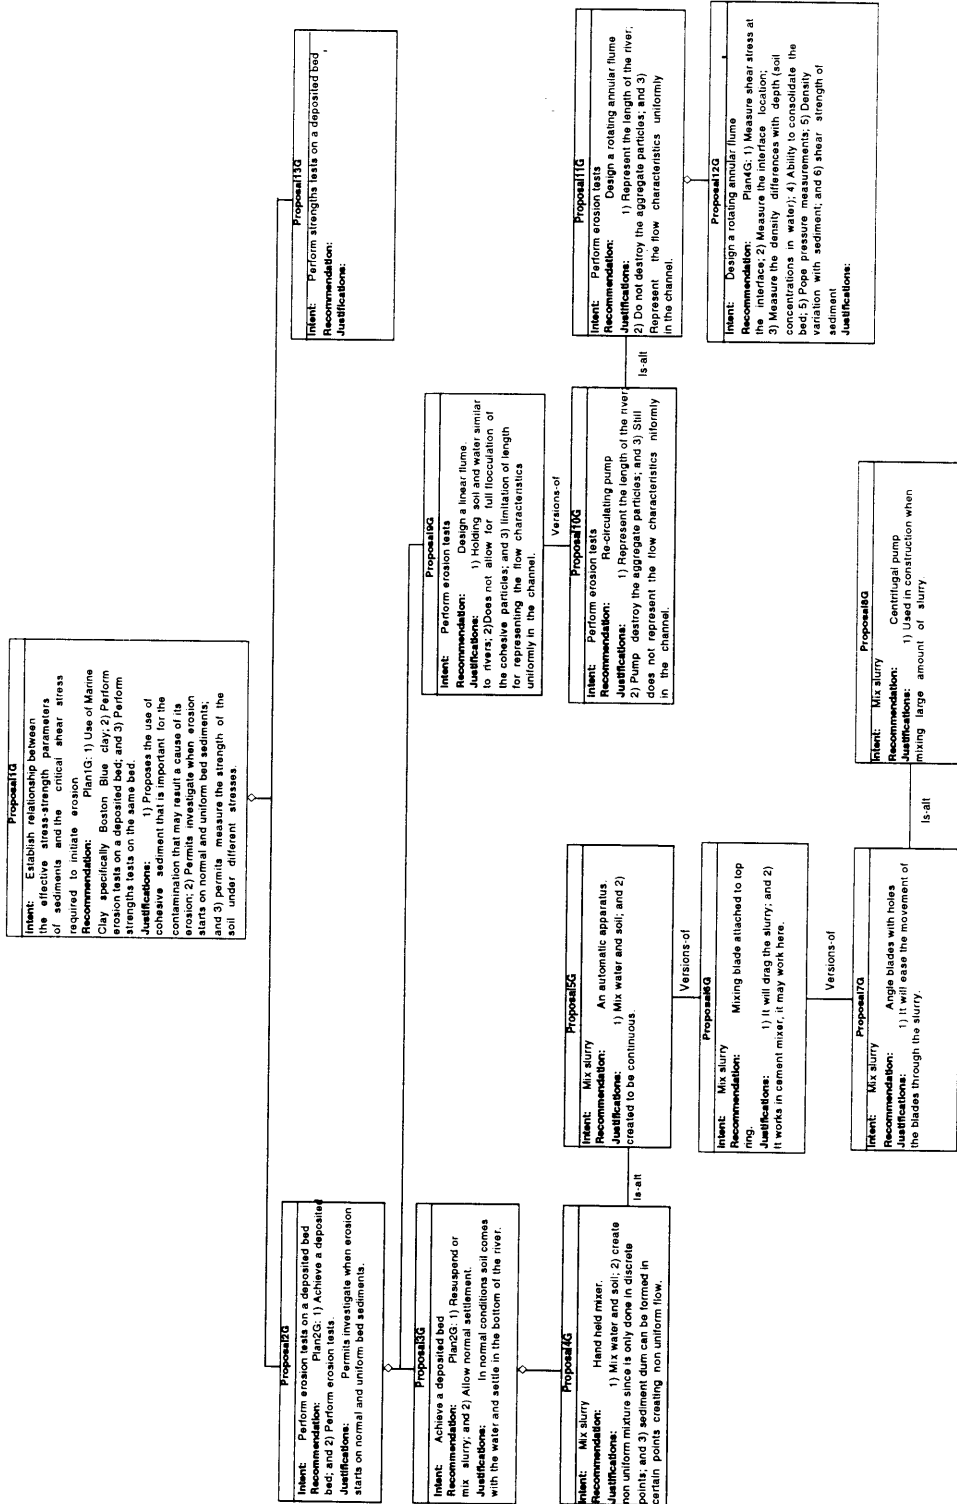 Proposal1G
Intent: Establish relationship between
the effective stress-strength parameters
of sediments and the critical shear stress
required to initiate erosion
Recommendation: Plan1G: 1) Use of Marine
Clay specifically Boston Blue clay; 2) Perform
erosion tests on a deposited bed; and 3) Perform
strengths tests on the same bed.
Justifications: 1) Proposes the use of
cohesive sediment that is important for the
contamination that may result a cause of its
erosion; 2) Permits investigate when erosion
starts on normal and uniform bed sediments;
and 3) permits measure the strength of the
soil under different stresses.
Proposal2G
Intent: Perform erosion tests on a deposited bed
Recommendation: Plan2G: 1) Achieve a deposited
bed; and 2) Perform erosion tests.
Justifications: Permits investigate when erosion
starts on normal and uniform bed sediments.
Proposal13G
Intent: Perform strengths tests on a deposited bed
Recommendation:
Justifications:
Proposal3G
Intent: Achieve a deposited bed
Recommendation: Plan2G: 1) Resuspend or
mix slurry; and 2) Allow normal settlement.
Justifications: In normal conditions soil comes
with the water and settle in the bottom of the river.
Proposal9G
Intent: Perform erosion tests
Recommendation: Design a linear flume.
Justifications: 1) Holding soil and water similar
to rivers; 2)Does not allow for full flocculation of
the cohesive particles; and 3) limitation of length
for representing the flow characteristics
uniformly in the channel.
Versions-of
Proposal4G
Intent: Mix slurry
Recommendation: Hand held mixer.
Justifications: 1) Mix water and soil; 2) create
non uniform mixture since is only done in discrete
points; and 3) sediment dum can be formed in
certain points creating non uniform flow.
Is-alt
Proposal5G
Intent: Mix slurry
Recommendation: An automatic apparatus.
Justifications: 1) Mix water and soil; and 2)
created to be continuous.
Proposal10G
Intent: Perform erosion tests
Recommendation: Re-circulating pump
Justifications: 1) Represent the length of the river;
2) Pump destroy the aggregate particles; and 3) Still
does not represent the flow characteristics niformly
in the channel.
Is-alt
Proposal11G
Intent: Perform erosion tests
Recommendation: Design a rotating annular flume
Justifications: 1) Represent the length of the river;
2) Do not destroy the aggregate particles; and 3)
Represent the flow characteristics uniformly
in the channel.
Versions-of
Proposal6G
Intent: Mix slurry
Recommendation: Mixing blade attached to top
ring.
Justifications: 1) It will drag the slurry; and 2)
It works in cement mixer, it may work here.
Proposal12G
Intent: Design a rotating annular flume
Recommendation: Plan4G: 1) Measure shear stress at
the interface; 2) Measure the interface location;
3) Measure the density differences with depth (soil
concentrations in water); 4) Ability to consolidate the
bed; 5) Pope pressure measurements; 5) Density
variation with sediment; and 6) shear strength of
sediment
Justifications:
Versions-of
Proposal7G
Intent: Mix slurry
Recommendation: Angle blades with holes
Justifications: 1) It will ease the movement of
the blades through the slurry.
Is-alt
Proposal8G
Intent: Mix slurry
Recommendation: Centrifugal pump
Justifications: 1) Used in construction when
mixing large amount of slurry.